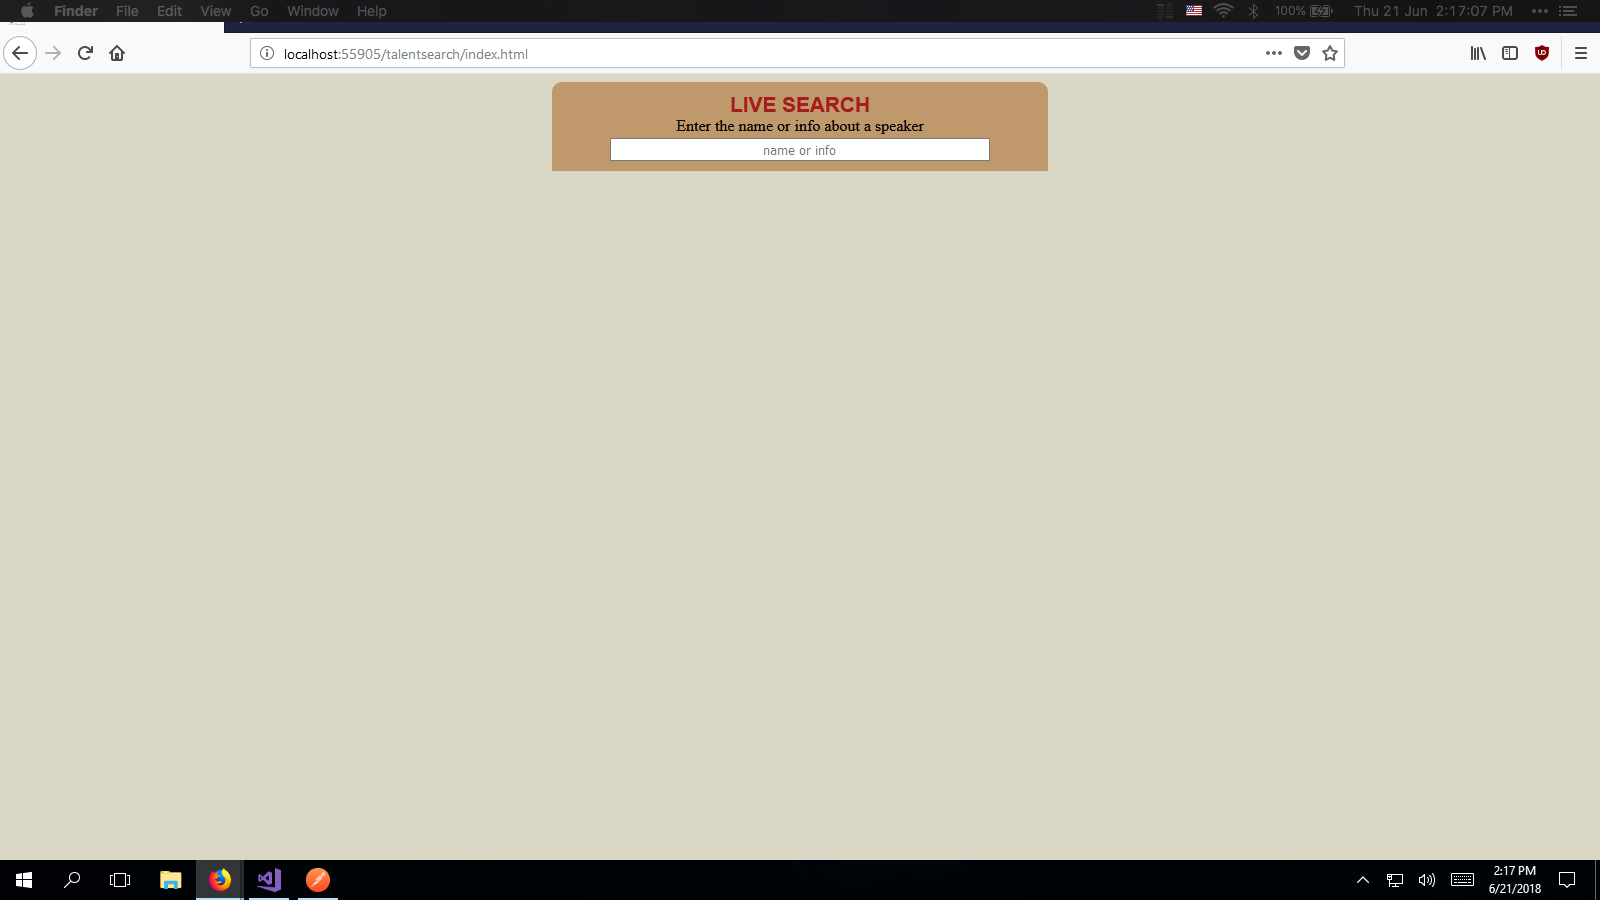 Finder File Edit View Go Window Help 100% Thu 21 Jun 2:17:07 PM
localhost:55905/talentsearch/index.html
LIVE SEARCH
Enter the name or info about a speaker
name or info
2:17 PM
6/21/2018